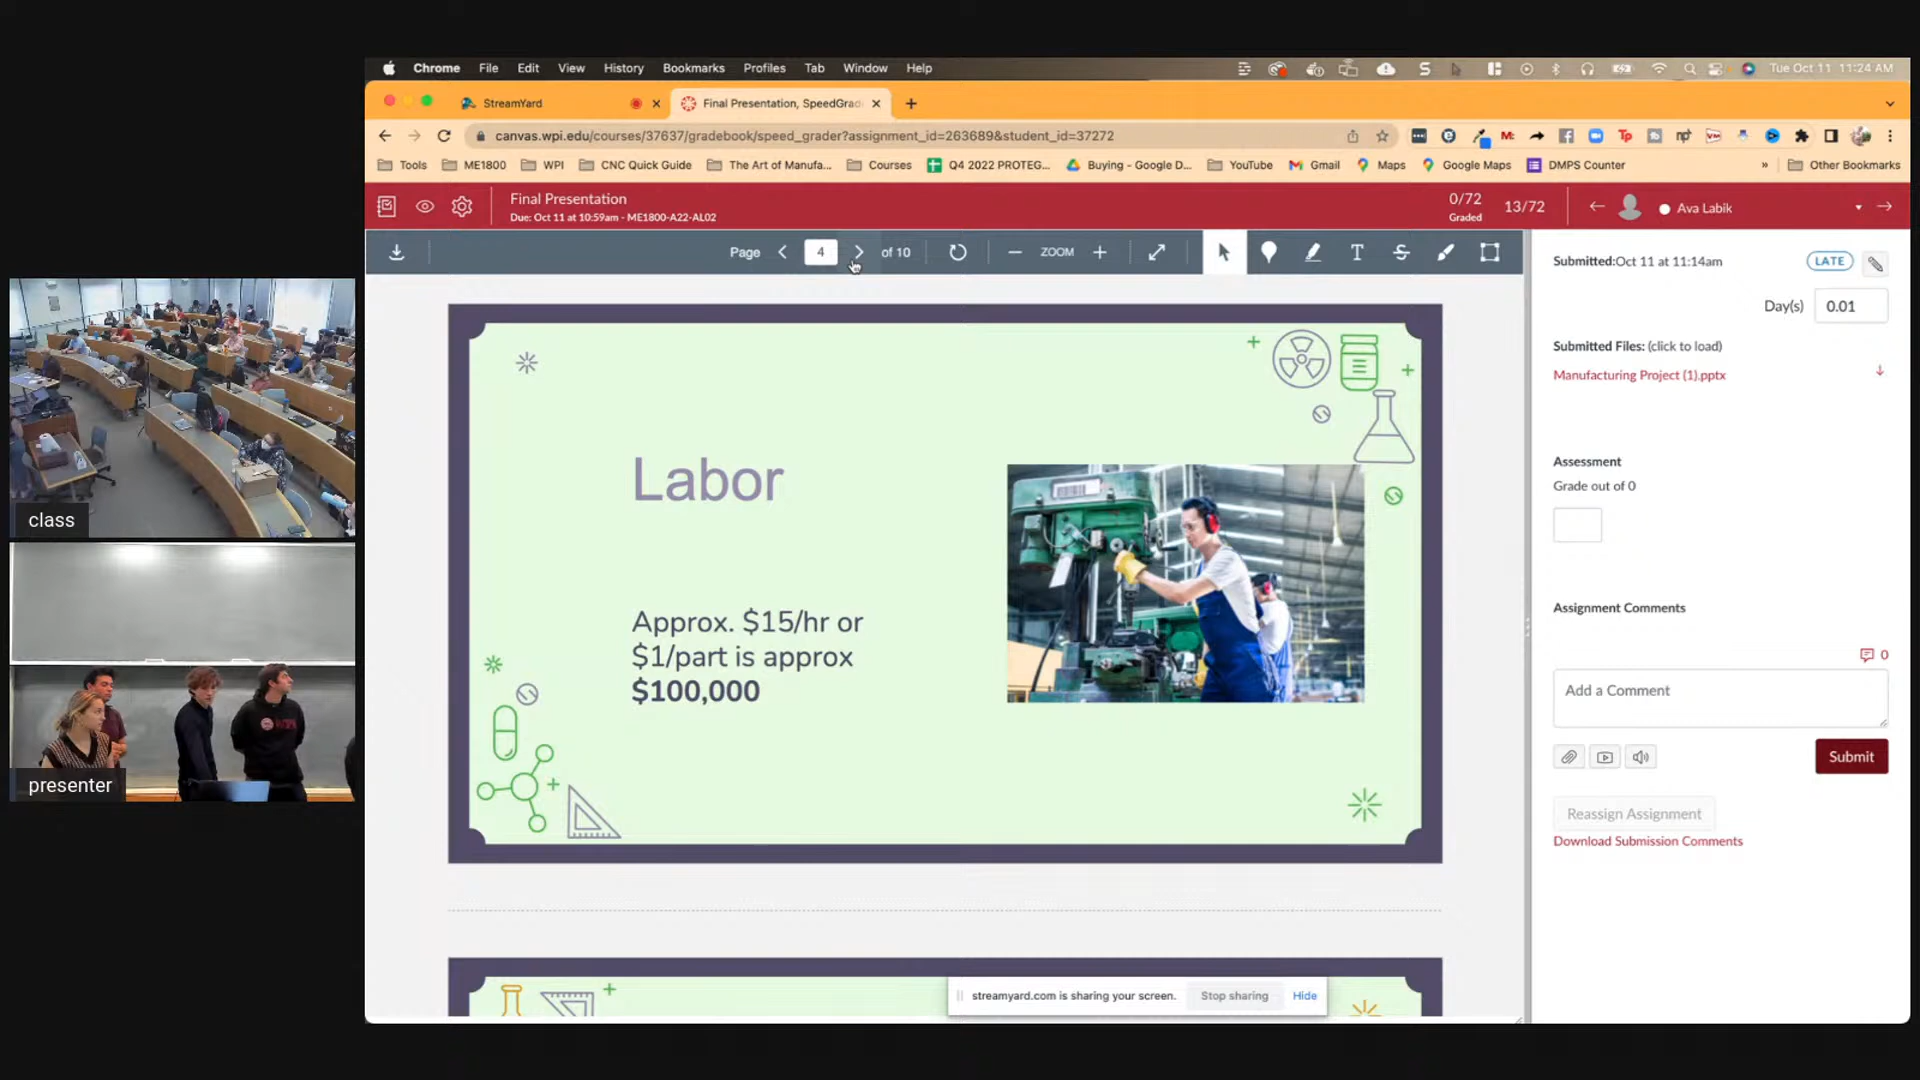 Chrome File Edit View History Bookmarks Profiles Tab Window Help
Tue Oct 11 11:24 AM
StreamYard
Final Presentation, SpeedGrad
canvas.wpi.edu/courses/37637/gradebook/speed_grader?assignment_id=263689&student_id=37272
Tools ME1800 WPI CNC Quick Guide The Art of Manufa... Courses Q4 2022 PROTEG... Buying - Google D... YouTube Gmail Maps Google Maps DMPS Counter » Other Bookmarks
Final Presentation
Due: Oct 11 at 10:59am - ME1800-A22-AL02
0/72
Graded
13/72
Ava Labik
Page 4 of 10
ZOOM
Labor
Approx. $15/hr or
$1/part is approx
$100,000
Submitted:Oct 11 at 11:14am
LATE
Day(s) 0.01
Submitted Files: (click to load)
Manufacturing Project (1).pptx
Assessment
Grade out of 0
Assignment Comments
0
Add a Comment
Submit
Reassign Assignment
Download Submission Comments
streamyard.com is sharing your screen. Stop sharing Hide
class
presenter